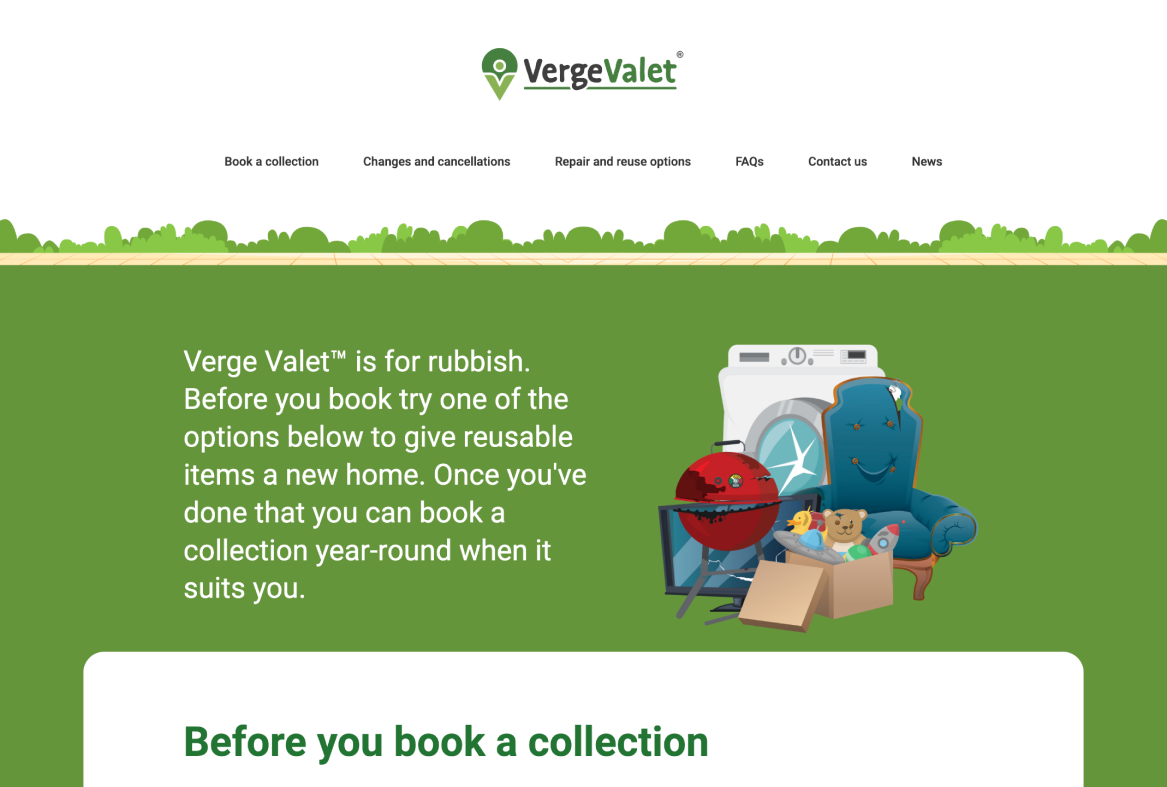 VergeValet®
Book a collection
Changes and cancellations
Repair and reuse options
FAQs
Contact us
News
Verge Valet™ is for rubbish.
Before you book try one of the
options below to give reusable
items a new home. Once you've
done that you can book a
collection year-round when it
suits you.
Before you book a collection